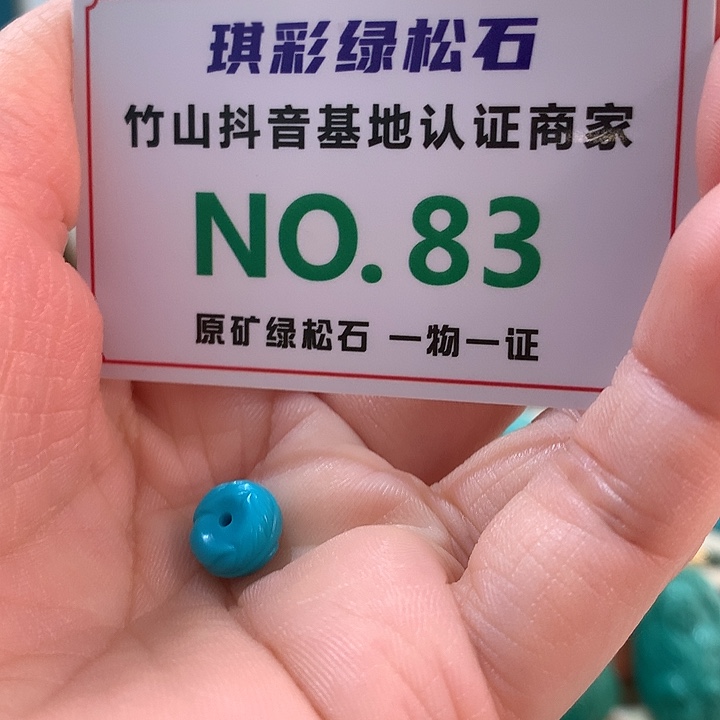 琪彩绿松石
竹山抖音基地认证商家
NO.83
原矿绿松石 一物一证